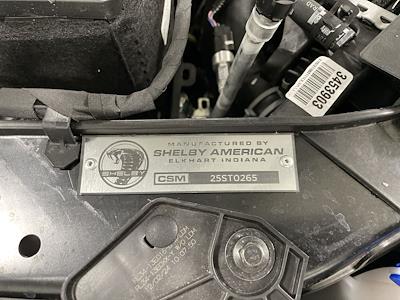 3453903
MANUFACTURED BY
SHELBY AMERICAN
ELKHART INDIANA
SHELBY
CSM 25ST0265